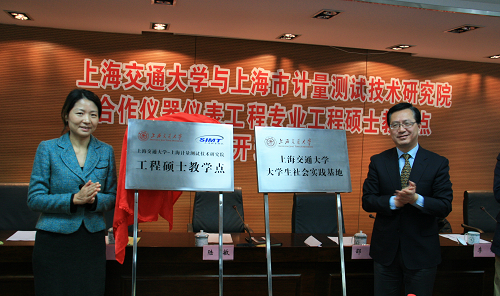 上海交通大学与上海市计量测试技术研究院
合作仪器仪表工程专业工程硕士教 点
开
上海交通大学 SIMT
上海交通大学-上海计量测试技术研究院
工程硕士教学点
上海交通大学
上海交通大学
大学生社会实践基地
陆 敏